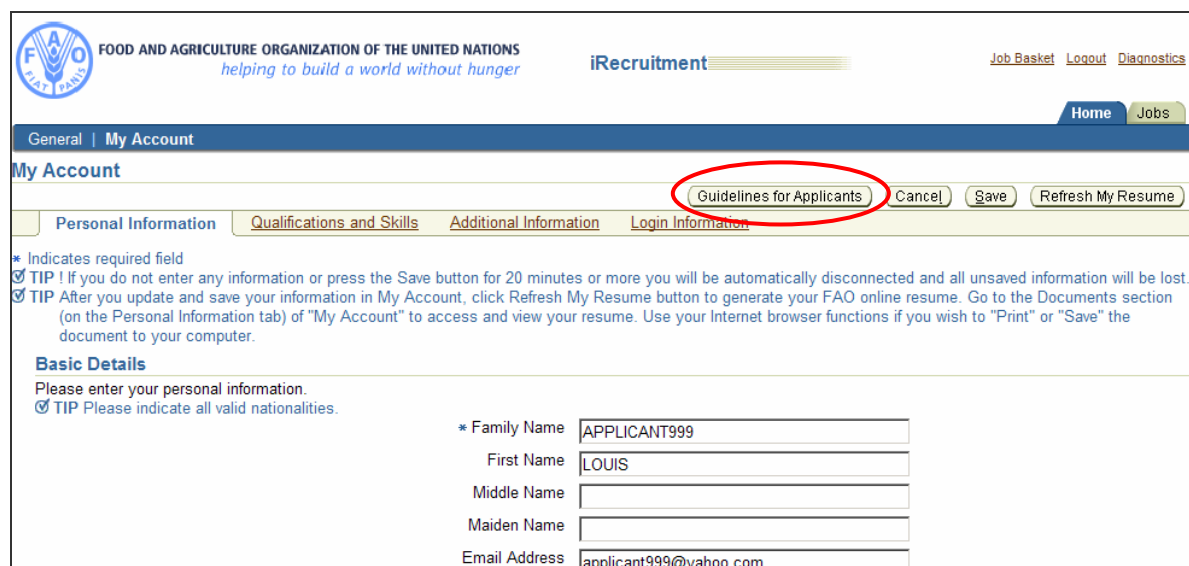 FAO
FIAT PANIS
FOOD AND AGRICULTURE ORGANIZATION OF THE UNITED NATIONS
helping to build a world without hunger
iRecruitment
Job Basket Logout Diagnostics
Home Jobs
General | My Account
My Account
Guidelines for Applicants Cancel Save Refresh My Resume
Personal Information Qualifications and Skills Additional Information Login Information
* Indicates required field
TIP ! If you do not enter any information or press the Save button for 20 minutes or more you will be automatically disconnected and all unsaved information will be lost.
TIP After you update and save your information in My Account, click Refresh My Resume button to generate your FAO online resume. Go to the Documents section
(on the Personal Information tab) of "My Account" to access and view your resume. Use your Internet browser functions if you wish to "Print" or "Save" the
document to your computer.
Basic Details
Please enter your personal information.
TIP Please indicate all valid nationalities.
* Family Name APPLICANT999
First Name LOUIS
Middle Name
Maiden Name
Email Address applicant999@yahoo.com